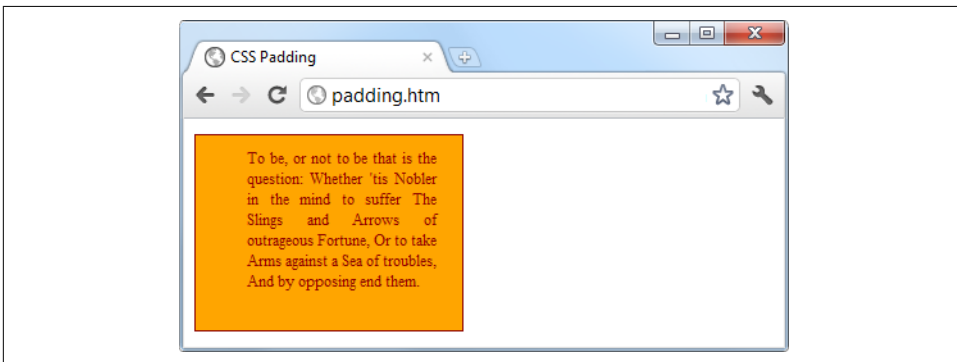 CSS Padding
padding.htm
To be, or not to be that is the
question: Whether 'tis Nobler
in the mind to suffer The
Slings and Arrows of
outrageous Fortune, Or to take
Arms against a Sea of troubles,
And by opposing end them.